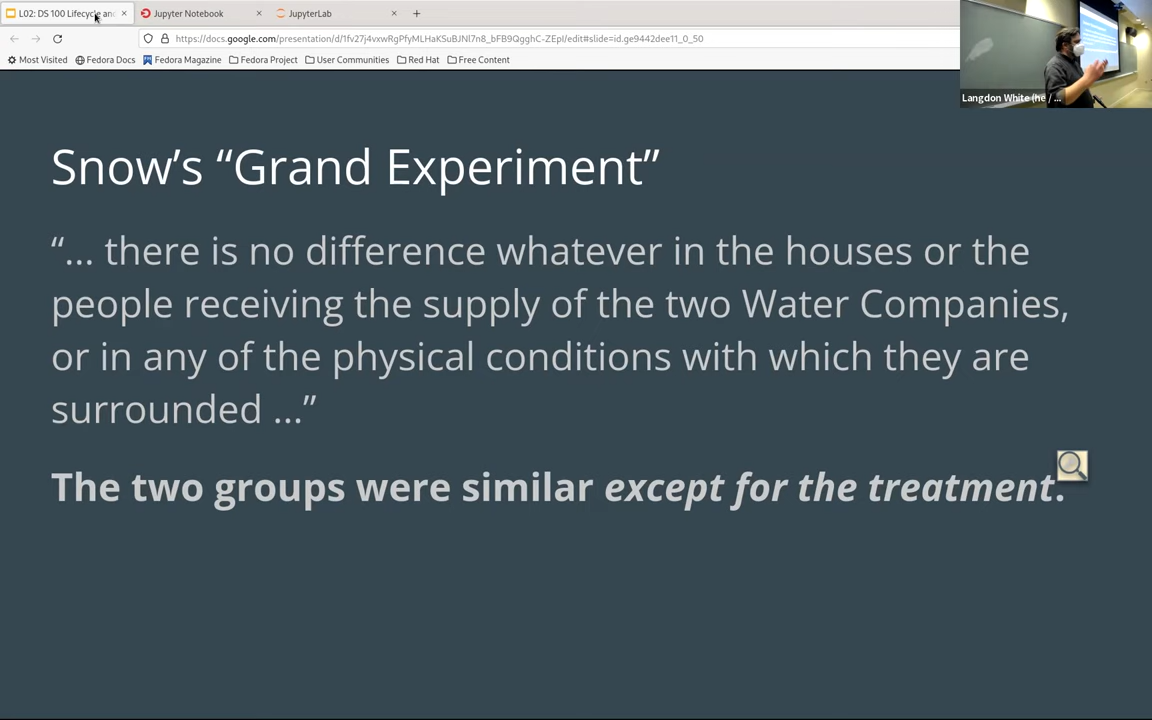 L02: DS 100 Lifecycle an
Jupyter Notebook
JupyterLab
https://docs.google.com/presentation/d/1fv27j4vxwRgPfyMLHaKSuBJNl7n8_bFB9QgghC-ZEpI/edit#slide=id.ge9442dee11_0_50
Most Visited
Fedora Docs
Fedora Magazine
Fedora Project
User Communities
Red Hat
Free Content
Langdon White (he / ...
Snow’s “Grand Experiment”
“... there is no difference whatever in the houses or the
people receiving the supply of the two Water Companies,
or in any of the physical conditions with which they are
surrounded ...”
The two groups were similar except for the treatment.